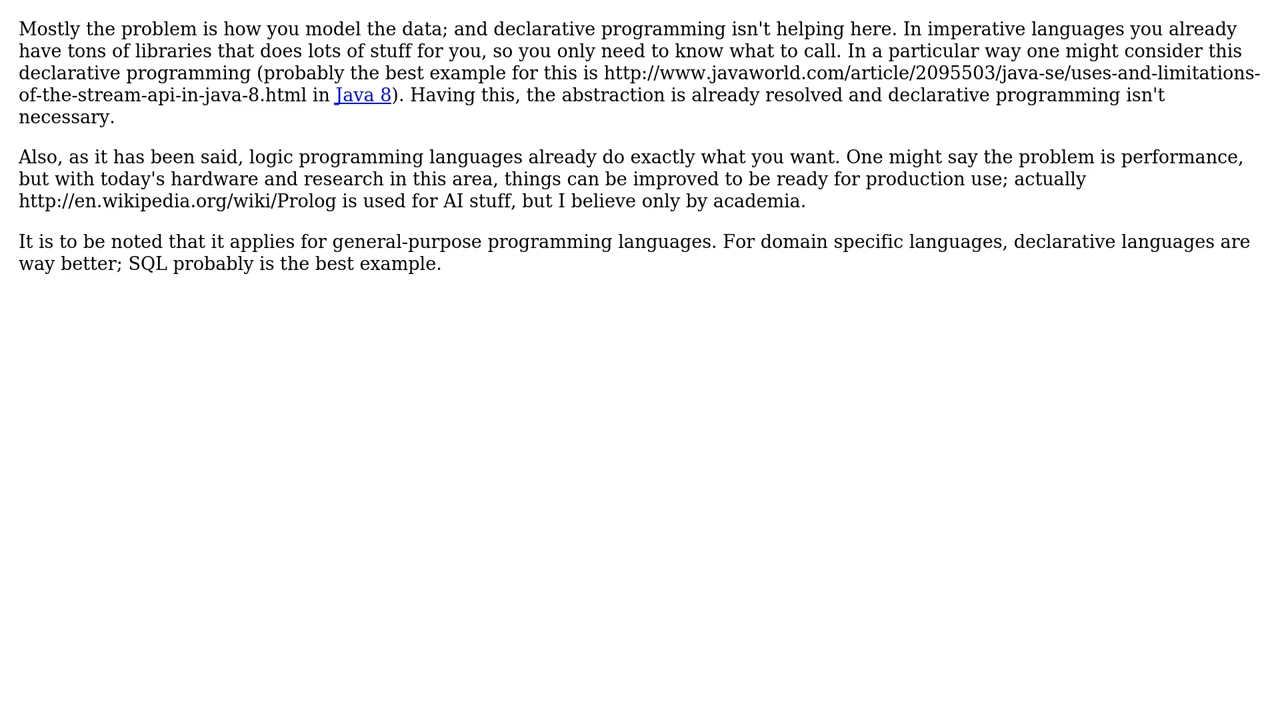 Mostly the problem is how you model the data; and declarative programming isn't helping here. In imperative languages you already
have tons of libraries that does lots of stuff for you, so you only need to know what to call. In a particular way one might consider this
declarative programming (probably the best example for this is http://www.javaworld.com/article/2095503/java-se/uses-and-limitations-
of-the-stream-api-in-java-8.html in Java 8). Having this, the abstraction is already resolved and declarative programming isn't
necessary.
Also, as it has been said, logic programming languages already do exactly what you want. One might say the problem is performance,
but with today's hardware and research in this area, things can be improved to be ready for production use; actually
http://en.wikipedia.org/wiki/Prolog is used for AI stuff, but I believe only by academia.
It is to be noted that it applies for general-purpose programming languages. For domain specific languages, declarative languages are
way better; SQL probably is the best example.